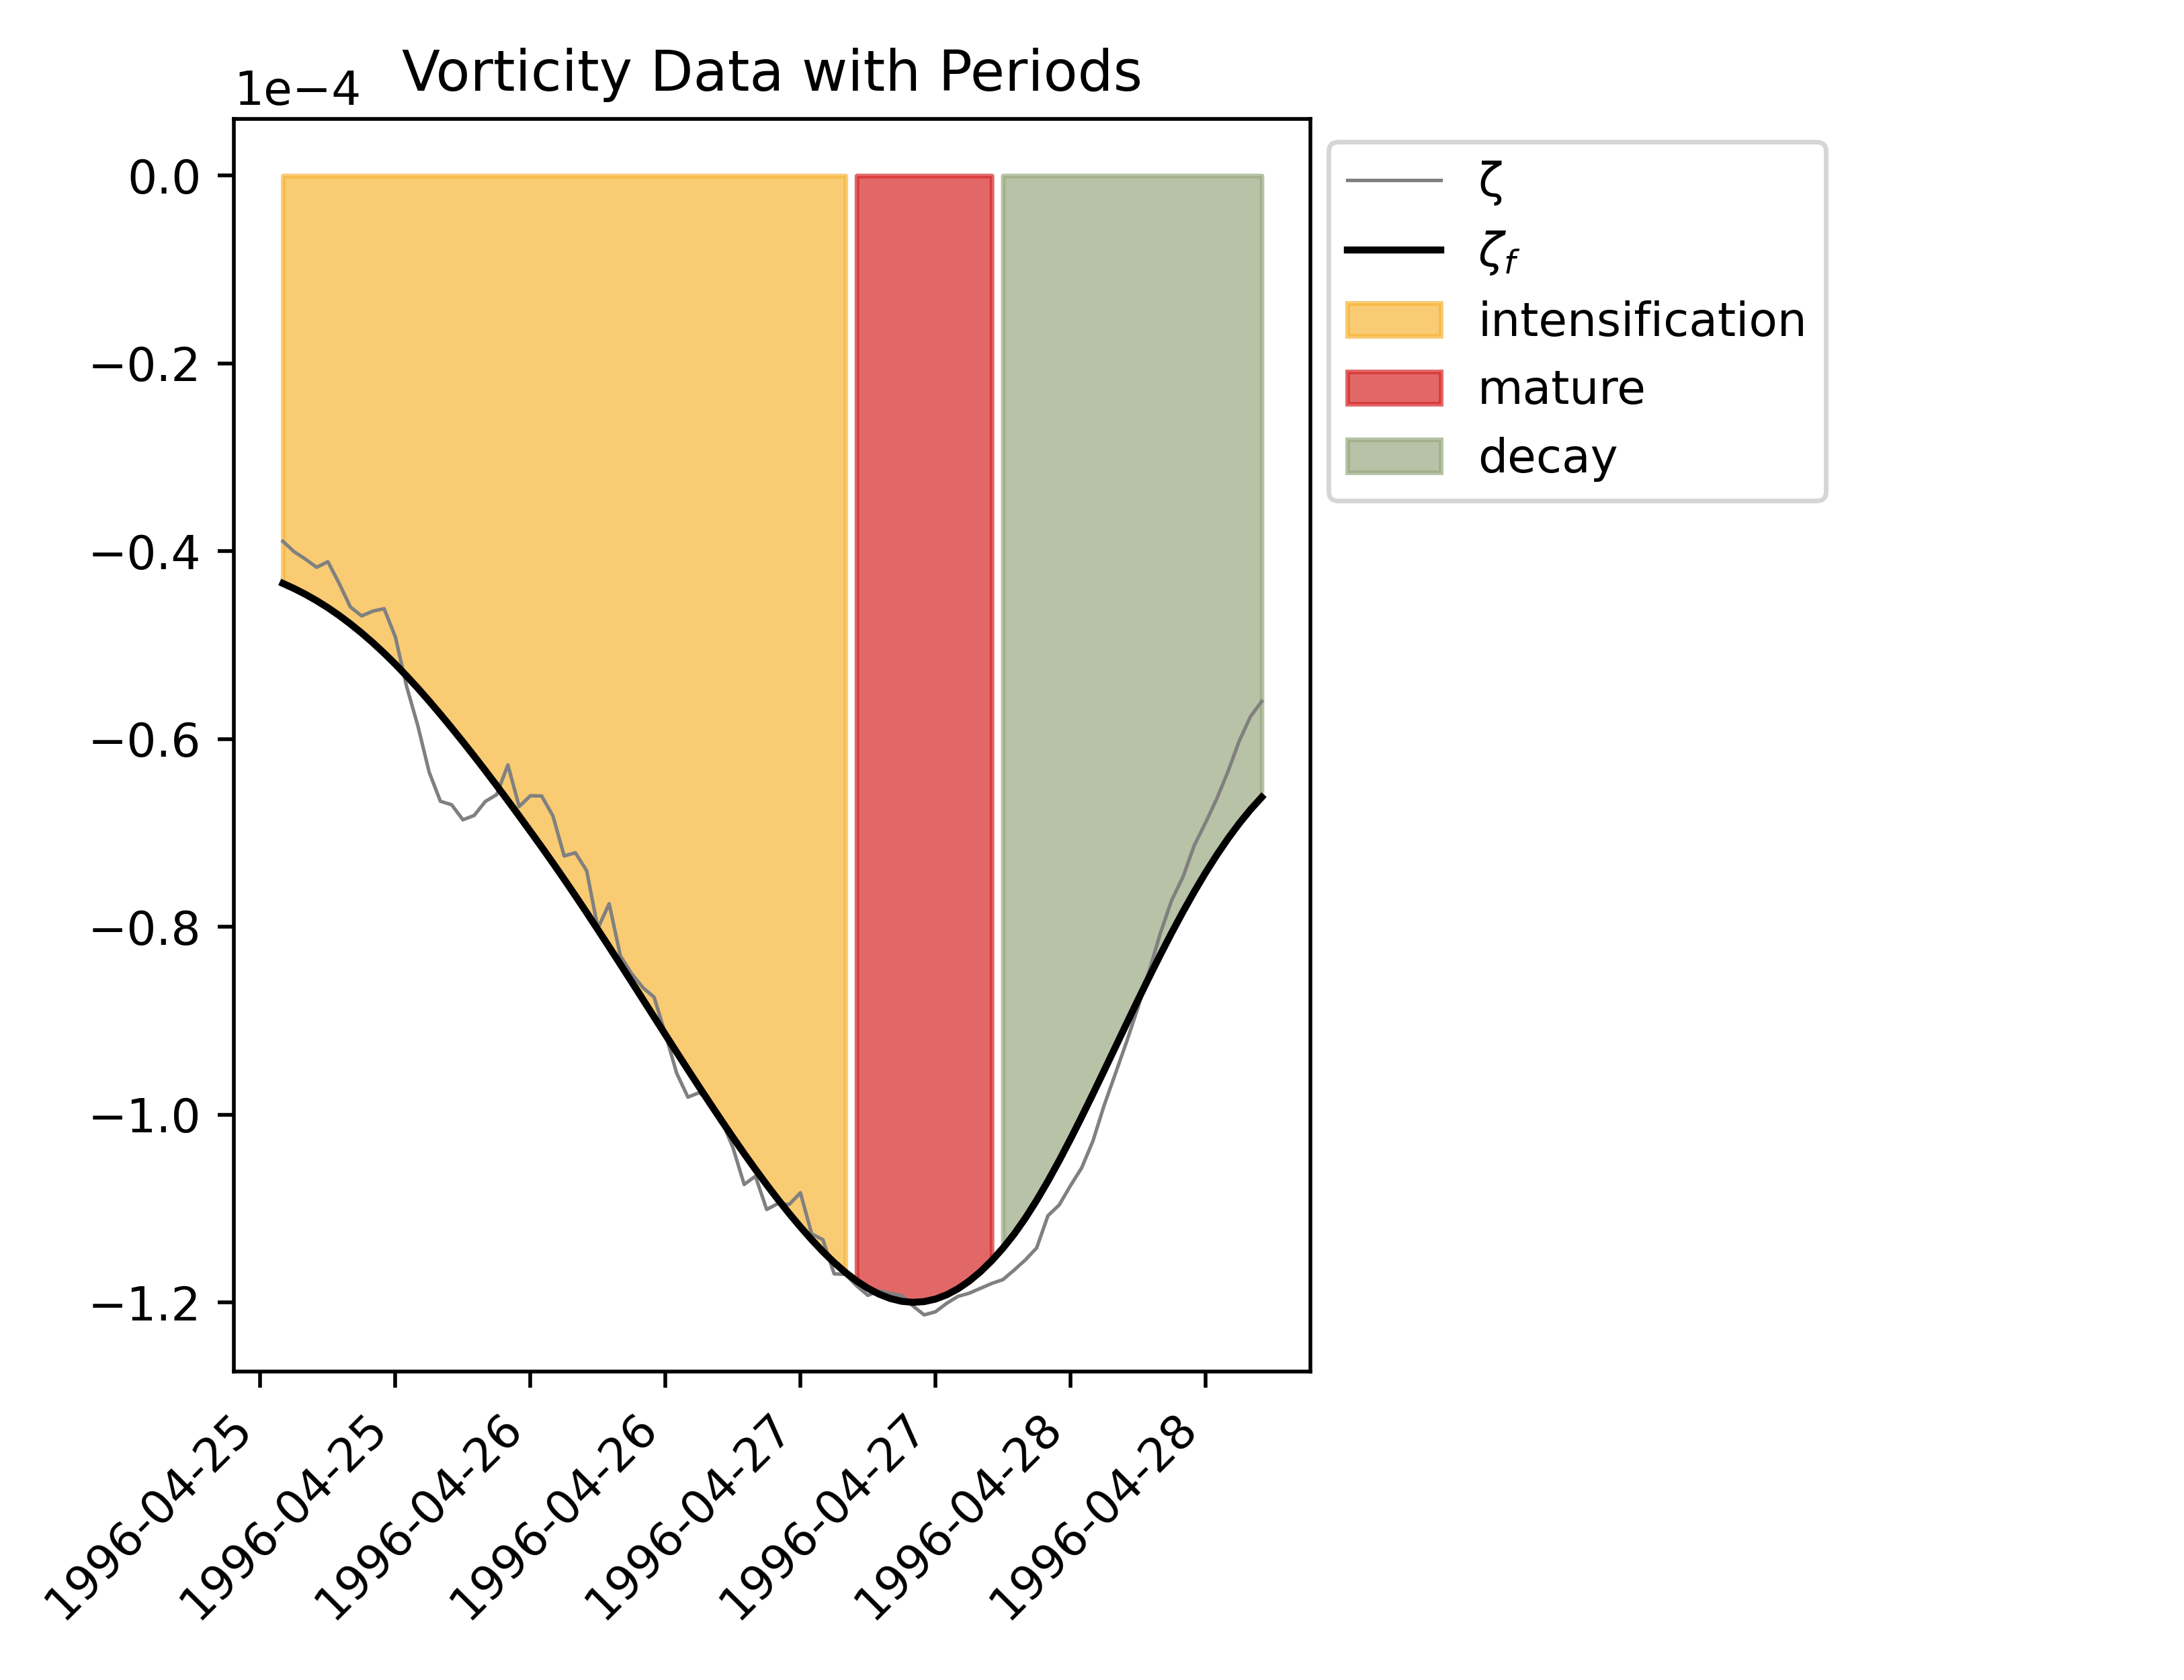 Vorticity Data with Periods
1e−4
0.0
−0.2
−0.4
−0.6
−0.8
−1.0
−1.2
1996-04-25
1996-04-25
1996-04-26
1996-04-26
1996-04-27
1996-04-27
1996-04-28
1996-04-28
ζ
ζf
intensification
mature
decay